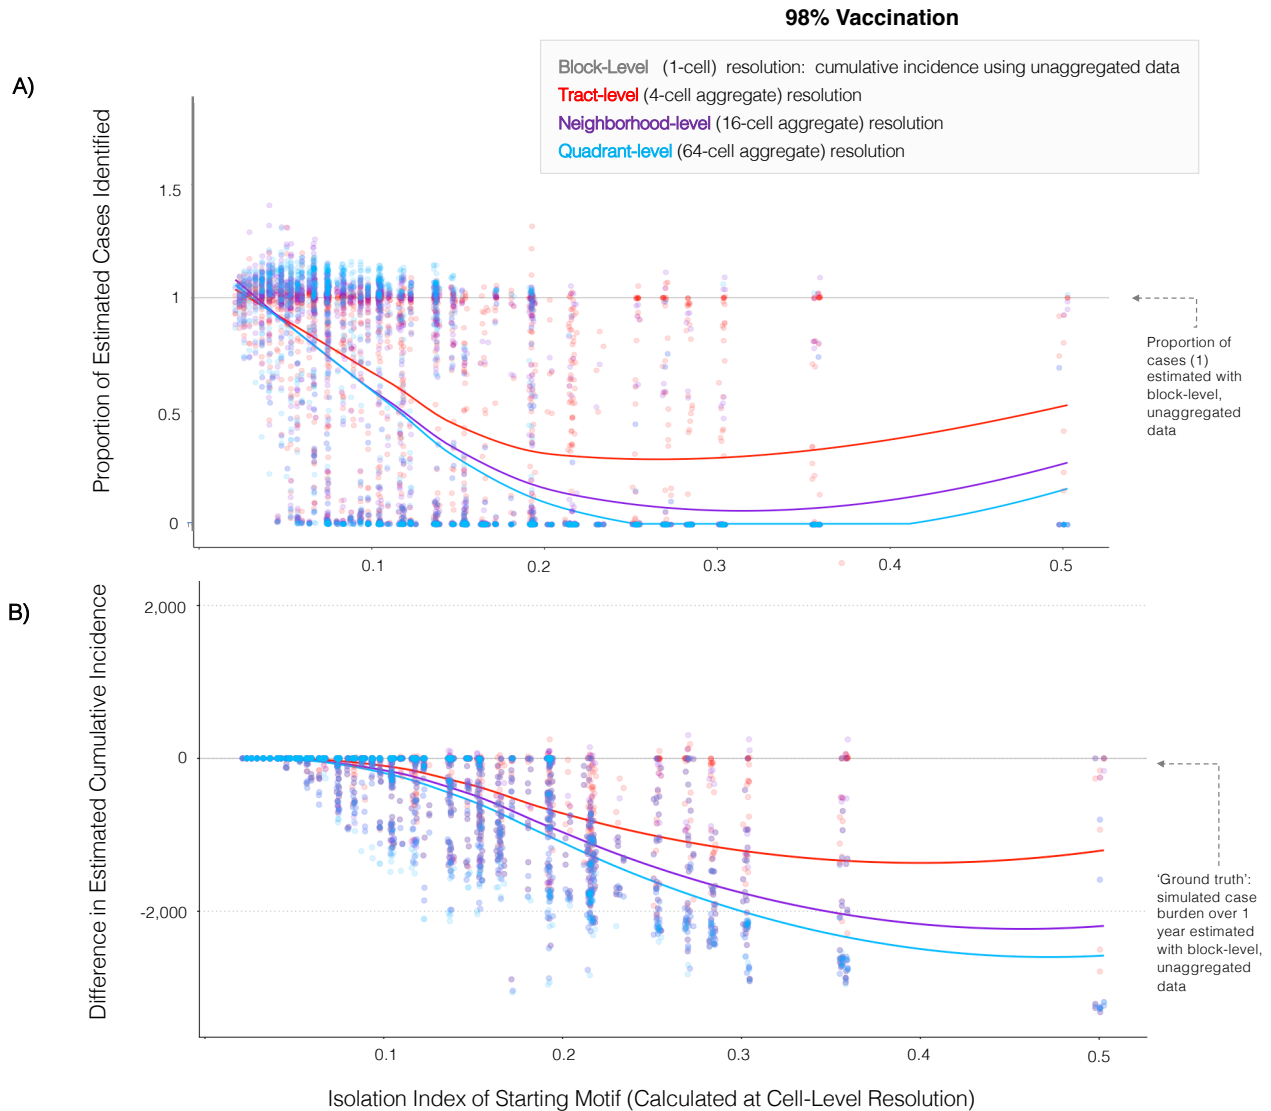 98% Vaccination
Block-Level (1-cell) resolution: cumulative incidence using unaggregated data
Tract-level (4-cell aggregate) resolution
Neighborhood-level (16-cell aggregate) resolution
Quadrant-level (64-cell aggregate) resolution
A)
Proportion of Estimated Cases Identified
1.5
1
0.5
0
0.1
0.2
0.3
0.4
0.5
Proportion of
cases (1)
estimated with
block-level,
unaggregated
data
B)
Difference in Estimated Cumulative Incidence
2,000
0
-2,000
0.1
0.2
0.3
0.4
0.5
‘Ground truth’:
simulated case
burden over 1
year estimated
with block-level,
unaggregated
data
Isolation Index of Starting Motif (Calculated at Cell-Level Resolution)